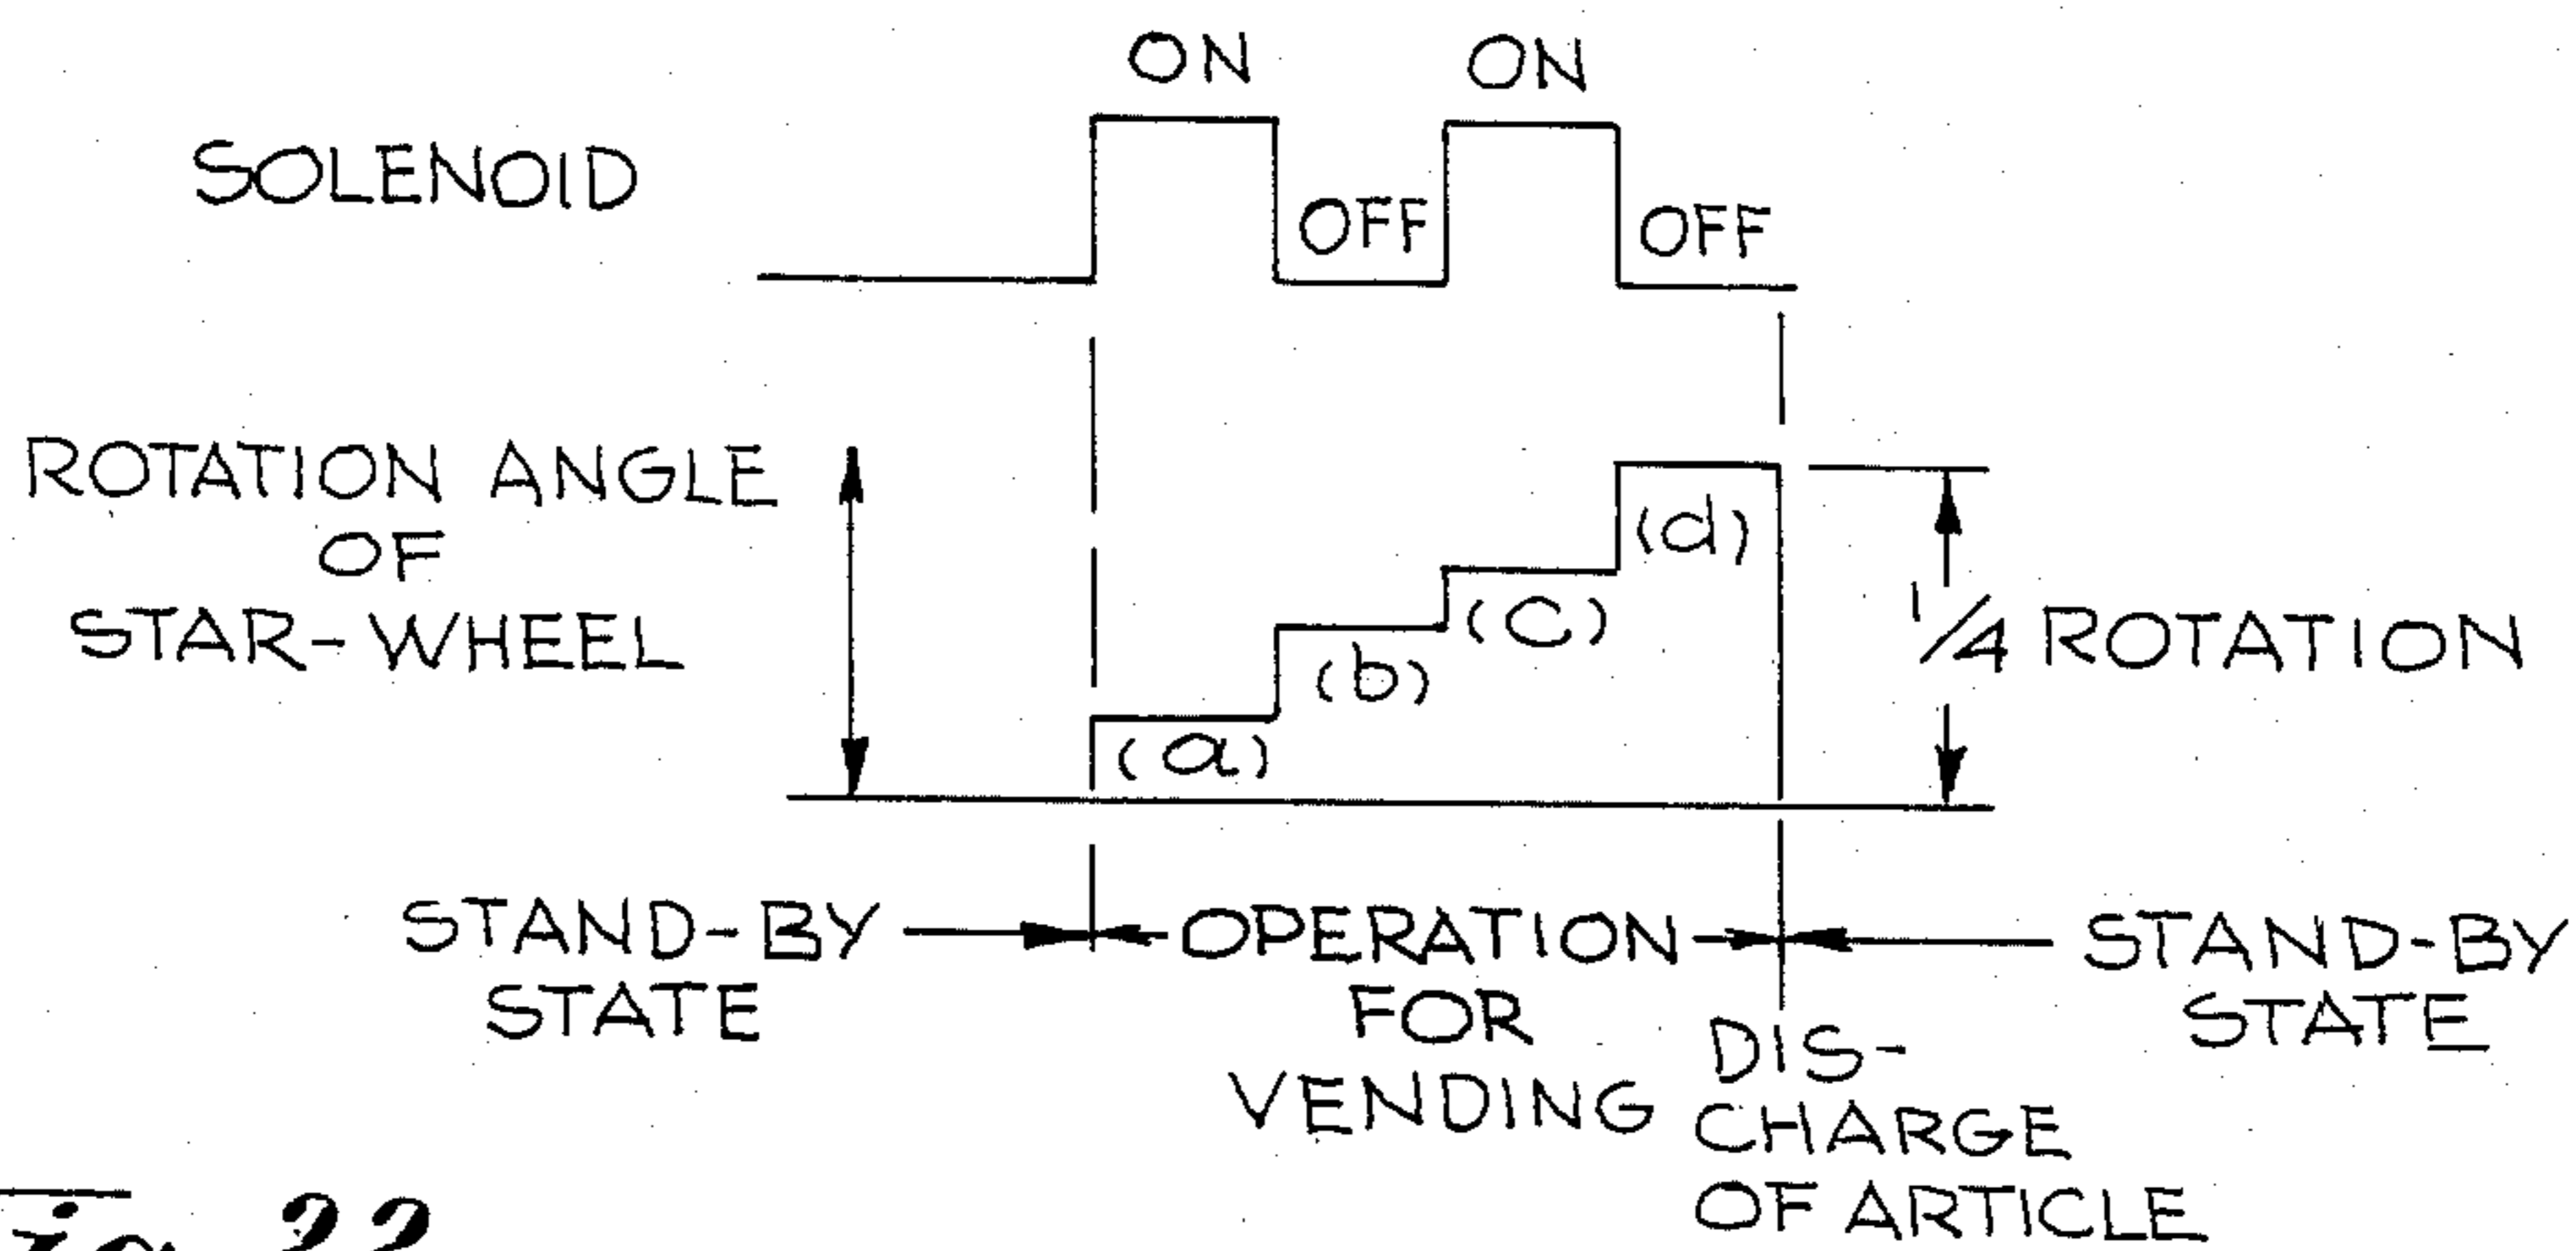 ON ON
SOLENOID
OFF OFF
ROTATION ANGLE
OF
STAR-WHEEL
(d)
(c)
(b)
(a)
1/4 ROTATION
STAND-BY
STATE
OPERATION
FOR
VENDING
DIS-
CHARGE
OF ARTICLE
STAND-BY
STATE